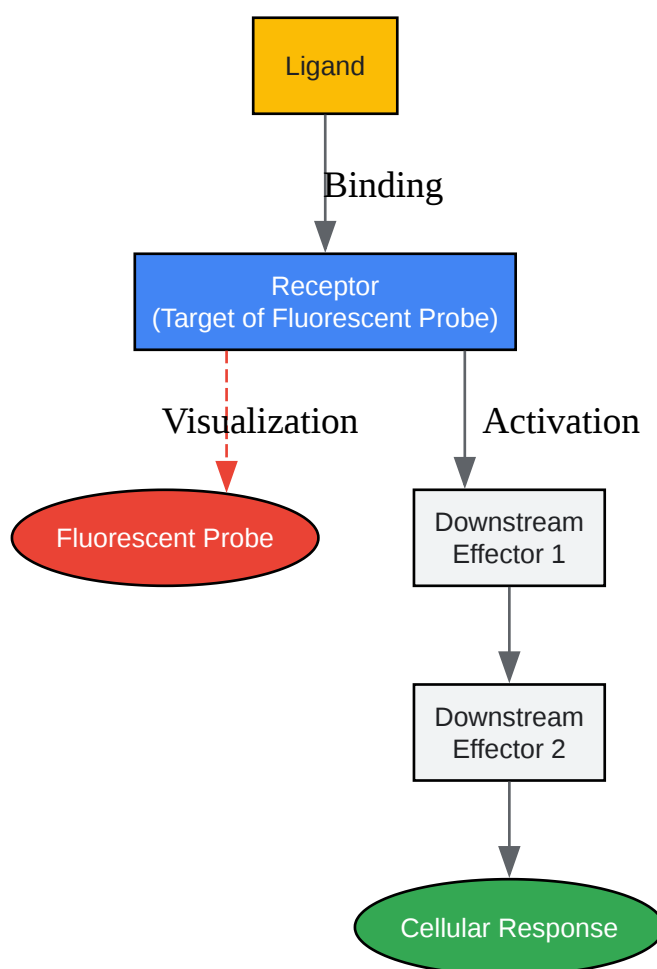 Ligand
Binding
Receptor
(Target of Fluorescent Probe)
Visualization
Activation
Fluorescent Probe
Downstream
Effector 1
Downstream
Effector 2
Cellular Response